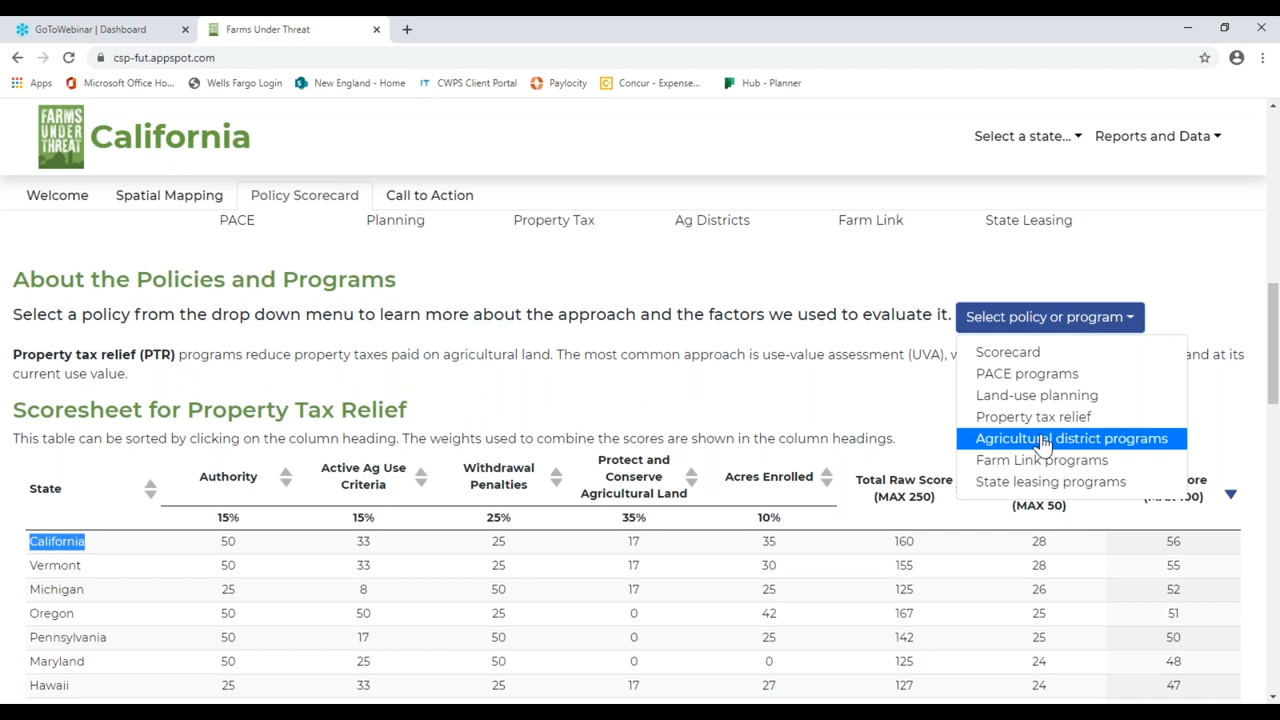 GoToWebinar | Dashboard
Farms Under Threat
csp-fut.appspot.com
Apps Microsoft Office Ho... Wells Fargo Login New England - Home CWPS Client Portal Paylocity Concur - Expense... Hub - Planner
FARMS UNDER THREAT
California
Select a state... Reports and Data
Welcome Spatial Mapping Policy Scorecard Call to Action
PACE Planning Property Tax Ag Districts Farm Link State Leasing
About the Policies and Programs
Select a policy from the drop down menu to learn more about the approach and the factors we used to evaluate it. Select policy or program
Property tax relief (PTR) programs reduce property taxes paid on agricultural land. The most common approach is use-value assessment (UVA), and at its
current use value.
Scorecard
PACE programs
Land-use planning
Property tax relief
Agricultural district programs
Farm Link programs
State leasing programs
Scoresheet for Property Tax Relief
This table can be sorted by clicking on the column heading. The weights used to combine the scores are shown in the column headings.
State Authority Active Ag Use Criteria Withdrawal Penalties Protect and Conserve Agricultural Land Acres Enrolled Total Raw Score (MAX 250) (MAX 50)
15% 15% 25% 35% 10%
California 50 33 25 17 35 160 28 56
Vermont 50 33 25 17 30 155 28 55
Michigan 25 8 50 17 25 125 26 52
Oregon 50 50 25 0 42 167 25 51
Pennsylvania 50 17 50 0 25 142 25 50
Maryland 50 25 50 0 0 125 24 48
Hawaii 25 33 25 17 27 127 24 47